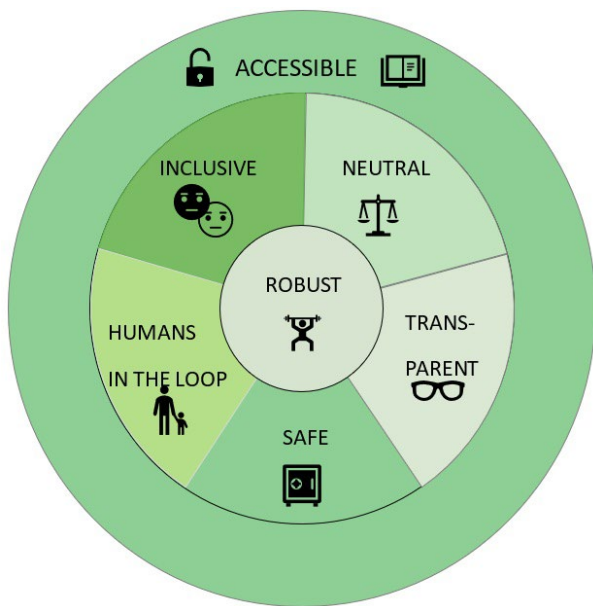 ACCESSIBLE
INCLUSIVE
NEUTRAL
ROBUST
HUMANS
IN THE LOOP
TRANS-
PARENT
SAFE